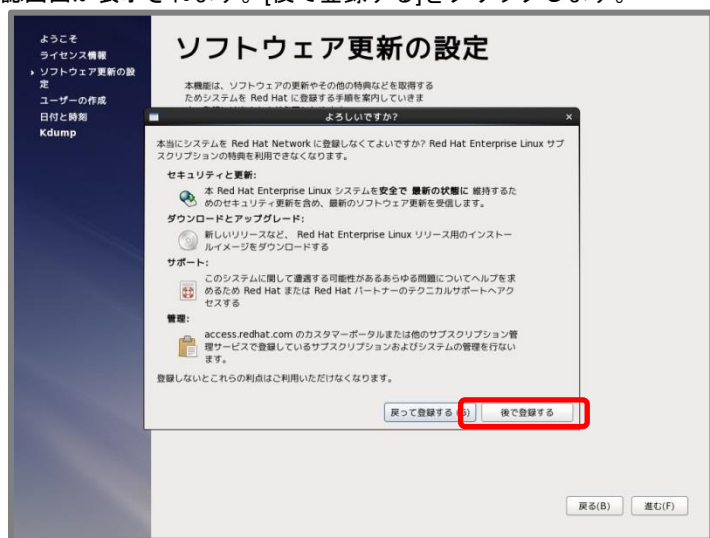 認画面が表示されます。[後で登録する]をクリックします。
ようこそ
ライセンス情報
ソフトウェア更新の設
定
ユーザーの作成
日付と時刻
Kdump
ソフトウェア更新の設定
本機能は、ソフトウェアの更新やその他の特典などを取得する
ためシステムを Red Hat に登録する手順を案内していきま
よろしいですか?
本当にシステムを Red Hat Network に登録しなくてよいですか? Red Hat Enterprise Linux サブ
スクリプションの特典を利用できなくなります。
セキュリティと更新:
本 Red Hat Enterprise Linux システムを安全で 最新の状態に 維持するた
めのセキュリティ更新を含め、最新のソフトウェア更新を受信します。
ダウンロードとアップグレード:
新しいリリースなど、 Red Hat Enterprise Linux リリース用のインストー
ルイメージをダウンロードする
サポート:
このシステムに関して遭遇する可能性があるあらゆる問題についてヘルプを求
めるため Red Hat または Red Hat パートナーのテクニカルサポートへアク
セスする
管理:
access.redhat.com のカスタマーポータルまたは他のサブスクリプション管
理サービスで登録しているサブスクリプションおよびシステムの管理を行ない
ます。
登録しないとこれらの利点はご利用いただけなくなります。
戻って登録する (G) 後で登録する
戻る(B) 進む(F)